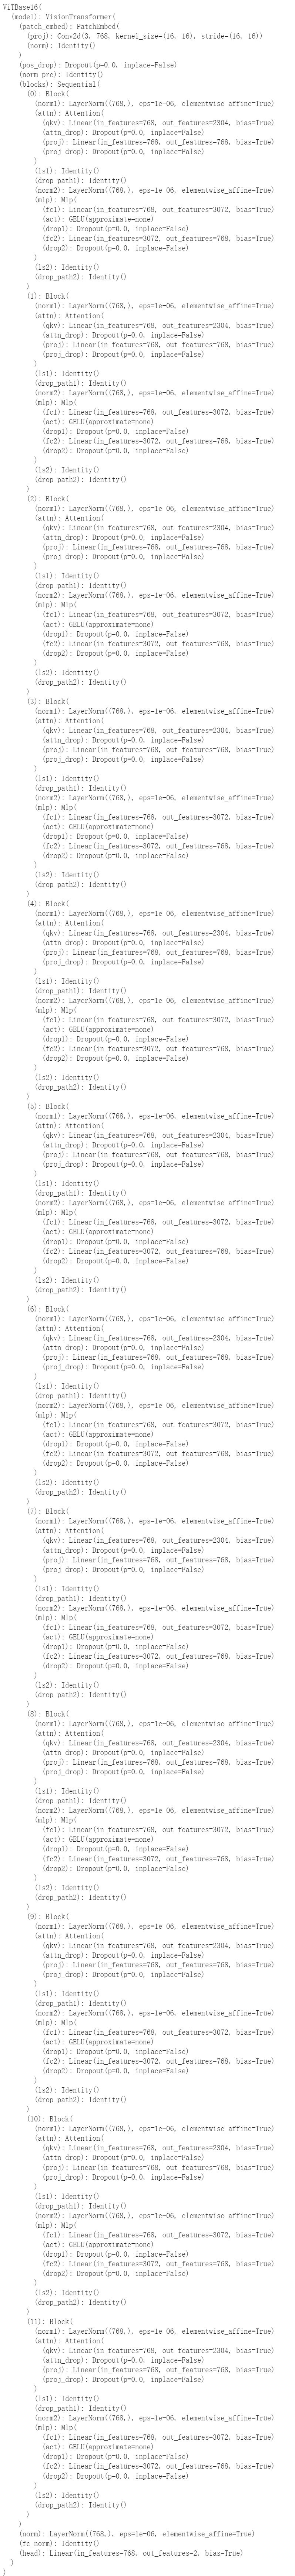 ViTBase16(
  (model): VisionTransformer(
    (patch_embed): PatchEmbed(
      (proj): Conv2d(3, 768, kernel_size=(16, 16), stride=(16, 16))
      (norm): Identity()
    )
    (pos_drop): Dropout(p=0.0, inplace=False)
    (norm_pre): Identity()
    (blocks): Sequential(
      (0): Block(
        (norm1): LayerNorm((768,), eps=1e-06, elementwise_affine=True)
        (attn): Attention(
          (qkv): Linear(in_features=768, out_features=2304, bias=True)
          (attn_drop): Dropout(p=0.0, inplace=False)
          (proj): Linear(in_features=768, out_features=768, bias=True)
          (proj_drop): Dropout(p=0.0, inplace=False)
        )
        (ls1): Identity()
        (drop_path1): Identity()
        (norm2): LayerNorm((768,), eps=1e-06, elementwise_affine=True)
        (mlp): Mlp(
          (fc1): Linear(in_features=768, out_features=3072, bias=True)
          (act): GELU(approximate=none)
          (drop1): Dropout(p=0.0, inplace=False)
          (fc2): Linear(in_features=3072, out_features=768, bias=True)
          (drop2): Dropout(p=0.0, inplace=False)
        )
        (ls2): Identity()
        (drop_path2): Identity()
      )
      (1): Block(
        (norm1): LayerNorm((768,), eps=1e-06, elementwise_affine=True)
        (attn): Attention(
          (qkv): Linear(in_features=768, out_features=2304, bias=True)
          (attn_drop): Dropout(p=0.0, inplace=False)
          (proj): Linear(in_features=768, out_features=768, bias=True)
          (proj_drop): Dropout(p=0.0, inplace=False)
        )
        (ls1): Identity()
        (drop_path1): Identity()
        (norm2): LayerNorm((768,), eps=1e-06, elementwise_affine=True)
        (mlp): Mlp(
          (fc1): Linear(in_features=768, out_features=3072, bias=True)
          (act): GELU(approximate=none)
          (drop1): Dropout(p=0.0, inplace=False)
          (fc2): Linear(in_features=3072, out_features=768, bias=True)
          (drop2): Dropout(p=0.0, inplace=False)
        )
        (ls2): Identity()
        (drop_path2): Identity()
      )
      (2): Block(
        (norm1): LayerNorm((768,), eps=1e-06, elementwise_affine=True)
        (attn): Attention(
          (qkv): Linear(in_features=768, out_features=2304, bias=True)
          (attn_drop): Dropout(p=0.0, inplace=False)
          (proj): Linear(in_features=768, out_features=768, bias=True)
          (proj_drop): Dropout(p=0.0, inplace=False)
        )
        (ls1): Identity()
        (drop_path1): Identity()
        (norm2): LayerNorm((768,), eps=1e-06, elementwise_affine=True)
        (mlp): Mlp(
          (fc1): Linear(in_features=768, out_features=3072, bias=True)
          (act): GELU(approximate=none)
          (drop1): Dropout(p=0.0, inplace=False)
          (fc2): Linear(in_features=3072, out_features=768, bias=True)
          (drop2): Dropout(p=0.0, inplace=False)
        )
        (ls2): Identity()
        (drop_path2): Identity()
      )
      (3): Block(
        (norm1): LayerNorm((768,), eps=1e-06, elementwise_affine=True)
        (attn): Attention(
          (qkv): Linear(in_features=768, out_features=2304, bias=True)
          (attn_drop): Dropout(p=0.0, inplace=False)
          (proj): Linear(in_features=768, out_features=768, bias=True)
          (proj_drop): Dropout(p=0.0, inplace=False)
        )
        (ls1): Identity()
        (drop_path1): Identity()
        (norm2): LayerNorm((768,), eps=1e-06, elementwise_affine=True)
        (mlp): Mlp(
          (fc1): Linear(in_features=768, out_features=3072, bias=True)
          (act): GELU(approximate=none)
          (drop1): Dropout(p=0.0, inplace=False)
          (fc2): Linear(in_features=3072, out_features=768, bias=True)
          (drop2): Dropout(p=0.0, inplace=False)
        )
        (ls2): Identity()
        (drop_path2): Identity()
      )
      (4): Block(
        (norm1): LayerNorm((768,), eps=1e-06, elementwise_affine=True)
        (attn): Attention(
          (qkv): Linear(in_features=768, out_features=2304, bias=True)
          (attn_drop): Dropout(p=0.0, inplace=False)
          (proj): Linear(in_features=768, out_features=768, bias=True)
          (proj_drop): Dropout(p=0.0, inplace=False)
        )
        (ls1): Identity()
        (drop_path1): Identity()
        (norm2): LayerNorm((768,), eps=1e-06, elementwise_affine=True)
        (mlp): Mlp(
          (fc1): Linear(in_features=768, out_features=3072, bias=True)
          (act): GELU(approximate=none)
          (drop1): Dropout(p=0.0, inplace=False)
          (fc2): Linear(in_features=3072, out_features=768, bias=True)
          (drop2): Dropout(p=0.0, inplace=False)
        )
        (ls2): Identity()
        (drop_path2): Identity()
      )
      (5): Block(
        (norm1): LayerNorm((768,), eps=1e-06, elementwise_affine=True)
        (attn): Attention(
          (qkv): Linear(in_features=768, out_features=2304, bias=True)
          (attn_drop): Dropout(p=0.0, inplace=False)
          (proj): Linear(in_features=768, out_features=768, bias=True)
          (proj_drop): Dropout(p=0.0, inplace=False)
        )
        (ls1): Identity()
        (drop_path1): Identity()
        (norm2): LayerNorm((768,), eps=1e-06, elementwise_affine=True)
        (mlp): Mlp(
          (fc1): Linear(in_features=768, out_features=3072, bias=True)
          (act): GELU(approximate=none)
          (drop1): Dropout(p=0.0, inplace=False)
          (fc2): Linear(in_features=3072, out_features=768, bias=True)
          (drop2): Dropout(p=0.0, inplace=False)
        )
        (ls2): Identity()
        (drop_path2): Identity()
      )
      (6): Block(
        (norm1): LayerNorm((768,), eps=1e-06, elementwise_affine=True)
        (attn): Attention(
          (qkv): Linear(in_features=768, out_features=2304, bias=True)
          (attn_drop): Dropout(p=0.0, inplace=False)
          (proj): Linear(in_features=768, out_features=768, bias=True)
          (proj_drop): Dropout(p=0.0, inplace=False)
        )
        (ls1): Identity()
        (drop_path1): Identity()
        (norm2): LayerNorm((768,), eps=1e-06, elementwise_affine=True)
        (mlp): Mlp(
          (fc1): Linear(in_features=768, out_features=3072, bias=True)
          (act): GELU(approximate=none)
          (drop1): Dropout(p=0.0, inplace=False)
          (fc2): Linear(in_features=3072, out_features=768, bias=True)
          (drop2): Dropout(p=0.0, inplace=False)
        )
        (ls2): Identity()
        (drop_path2): Identity()
      )
      (7): Block(
        (norm1): LayerNorm((768,), eps=1e-06, elementwise_affine=True)
        (attn): Attention(
          (qkv): Linear(in_features=768, out_features=2304, bias=True)
          (attn_drop): Dropout(p=0.0, inplace=False)
          (proj): Linear(in_features=768, out_features=768, bias=True)
          (proj_drop): Dropout(p=0.0, inplace=False)
        )
        (ls1): Identity()
        (drop_path1): Identity()
        (norm2): LayerNorm((768,), eps=1e-06, elementwise_affine=True)
        (mlp): Mlp(
          (fc1): Linear(in_features=768, out_features=3072, bias=True)
          (act): GELU(approximate=none)
          (drop1): Dropout(p=0.0, inplace=False)
          (fc2): Linear(in_features=3072, out_features=768, bias=True)
          (drop2): Dropout(p=0.0, inplace=False)
        )
        (ls2): Identity()
        (drop_path2): Identity()
      )
      (8): Block(
        (norm1): LayerNorm((768,), eps=1e-06, elementwise_affine=True)
        (attn): Attention(
          (qkv): Linear(in_features=768, out_features=2304, bias=True)
          (attn_drop): Dropout(p=0.0, inplace=False)
          (proj): Linear(in_features=768, out_features=768, bias=True)
          (proj_drop): Dropout(p=0.0, inplace=False)
        )
        (ls1): Identity()
        (drop_path1): Identity()
        (norm2): LayerNorm((768,), eps=1e-06, elementwise_affine=True)
        (mlp): Mlp(
          (fc1): Linear(in_features=768, out_features=3072, bias=True)
          (act): GELU(approximate=none)
          (drop1): Dropout(p=0.0, inplace=False)
          (fc2): Linear(in_features=3072, out_features=768, bias=True)
          (drop2): Dropout(p=0.0, inplace=False)
        )
        (ls2): Identity()
        (drop_path2): Identity()
      )
      (9): Block(
        (norm1): LayerNorm((768,), eps=1e-06, elementwise_affine=True)
        (attn): Attention(
          (qkv): Linear(in_features=768, out_features=2304, bias=True)
          (attn_drop): Dropout(p=0.0, inplace=False)
          (proj): Linear(in_features=768, out_features=768, bias=True)
          (proj_drop): Dropout(p=0.0, inplace=False)
        )
        (ls1): Identity()
        (drop_path1): Identity()
        (norm2): LayerNorm((768,), eps=1e-06, elementwise_affine=True)
        (mlp): Mlp(
          (fc1): Linear(in_features=768, out_features=3072, bias=True)
          (act): GELU(approximate=none)
          (drop1): Dropout(p=0.0, inplace=False)
          (fc2): Linear(in_features=3072, out_features=768, bias=True)
          (drop2): Dropout(p=0.0, inplace=False)
        )
        (ls2): Identity()
        (drop_path2): Identity()
      )
      (10): Block(
        (norm1): LayerNorm((768,), eps=1e-06, elementwise_affine=True)
        (attn): Attention(
          (qkv): Linear(in_features=768, out_features=2304, bias=True)
          (attn_drop): Dropout(p=0.0, inplace=False)
          (proj): Linear(in_features=768, out_features=768, bias=True)
          (proj_drop): Dropout(p=0.0, inplace=False)
        )
        (ls1): Identity()
        (drop_path1): Identity()
        (norm2): LayerNorm((768,), eps=1e-06, elementwise_affine=True)
        (mlp): Mlp(
          (fc1): Linear(in_features=768, out_features=3072, bias=True)
          (act): GELU(approximate=none)
          (drop1): Dropout(p=0.0, inplace=False)
          (fc2): Linear(in_features=3072, out_features=768, bias=True)
          (drop2): Dropout(p=0.0, inplace=False)
        )
        (ls2): Identity()
        (drop_path2): Identity()
      )
      (11): Block(
        (norm1): LayerNorm((768,), eps=1e-06, elementwise_affine=True)
        (attn): Attention(
          (qkv): Linear(in_features=768, out_features=2304, bias=True)
          (attn_drop): Dropout(p=0.0, inplace=False)
          (proj): Linear(in_features=768, out_features=768, bias=True)
          (proj_drop): Dropout(p=0.0, inplace=False)
        )
        (ls1): Identity()
        (drop_path1): Identity()
        (norm2): LayerNorm((768,), eps=1e-06, elementwise_affine=True)
        (mlp): Mlp(
          (fc1): Linear(in_features=768, out_features=3072, bias=True)
          (act): GELU(approximate=none)
          (drop1): Dropout(p=0.0, inplace=False)
          (fc2): Linear(in_features=3072, out_features=768, bias=True)
          (drop2): Dropout(p=0.0, inplace=False)
        )
        (ls2): Identity()
        (drop_path2): Identity()
      )
    )
    (norm): LayerNorm((768,), eps=1e-06, elementwise_affine=True)
    (fc_norm): Identity()
    (head): Linear(in_features=768, out_features=2, bias=True)
  )
)